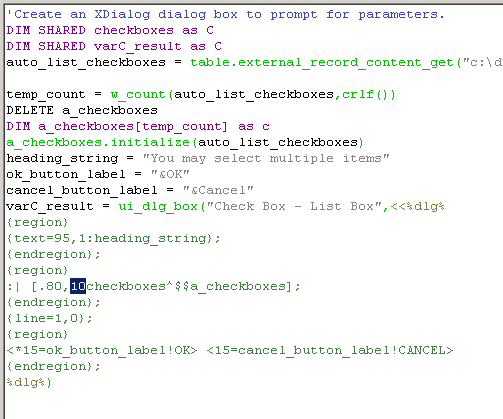 'Create an XDialog dialog box to prompt for parameters.
DIM SHARED checkboxes as C
DIM SHARED varC_result as C
auto_list_checkboxes = table.external_record_content_get("c:\d
temp_count = w_count(auto_list_checkboxes,crlf())
DELETE a_checkboxes
DIM a_checkboxes[temp_count] as c
a_checkboxes.initialize(auto_list_checkboxes)
heading_string = "You may select multiple items"
ok_button_label = "&OK"
cancel_button_label = "&Cancel"
varC_result = ui_dlg_box("Check Box - List Box",<<%dlg%
{region}
{text=95,1:heading_string};
{endregion};
{region}
:| [.80,10checkboxes^$$a_checkboxes];
{endregion};
{line=1,0};
{region}
<*15=ok_button_label!OK> <15=cancel_button_label!CANCEL>
{endregion};
%dlg%)